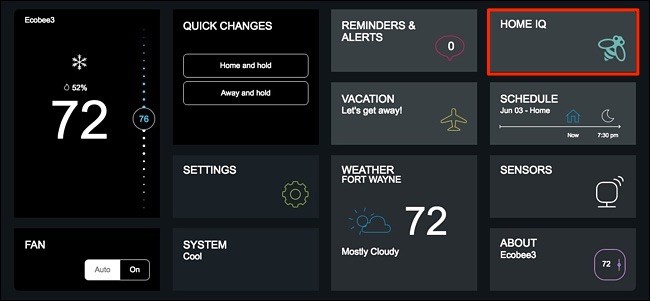 Ecobee3
52%
72
76
FAN
Auto
On
QUICK CHANGES
Home and hold
Away and hold
SETTINGS
SYSTEM
Cool
REMINDERS &
ALERTS
0
VACATION
Let's get away!
WEATHER
FORT WAYNE
72
Mostly Cloudy
HOME IQ
SCHEDULE
Jun 03 - Home
Now
7:30 pm
SENSORS
ABOUT
Ecobee3
72